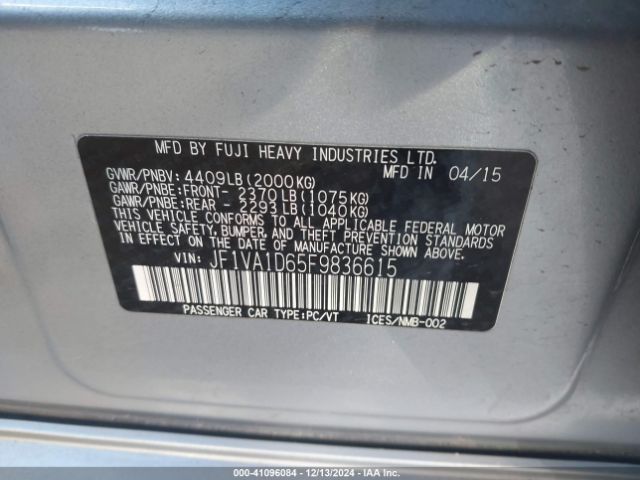 MFD BY FUJI HEAVY INDUSTRIES LTD.
GVWR/PNBV: 4409LB(2000KG) MFD IN 04/15
GAWR/PNBE:FRONT- 2370LB(1075KG)
GAWR/PNBE:REAR - 2293LB(1040KG)
THIS VEHICLE CONFORMS TO ALL APPLICABLE FEDERAL MOTOR
VEHICLE SAFETY, BUMPER, AND THEFT PREVENTION STANDARDS
IN EFFECT ON THE DATE OF MANUFACTURE SHOWN ABOVE.
VIN: JF1VA1D65F9836615
PASSENGER CAR TYPE:PC/VT ICES/NMB-002
000-41096084 - 12/13/2024 - IAA Inc.